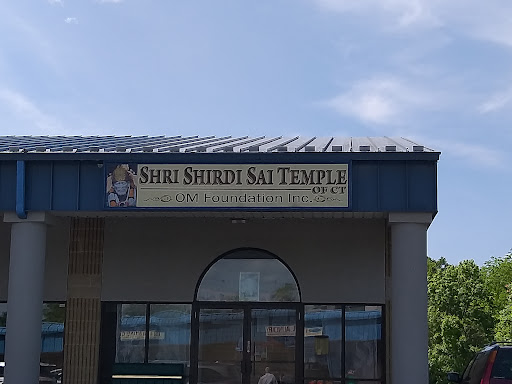 SHRI SHIRDI SAI TEMPLE
OF CT
OM Foundation Inc.